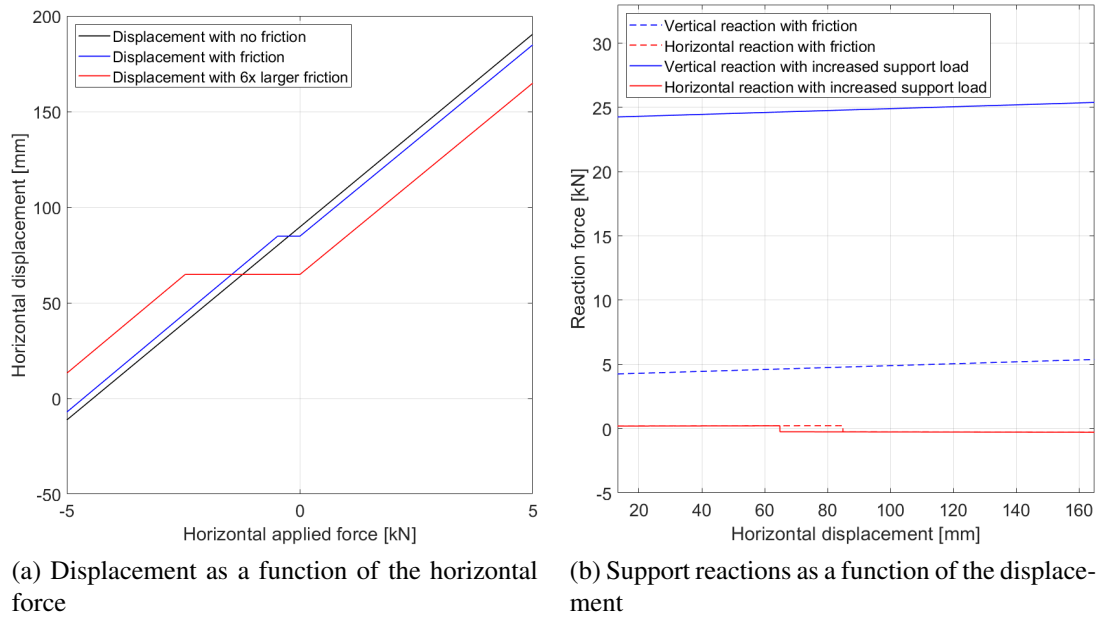 Displacement with no friction
Displacement with friction
Displacement with 6x larger friction
200
150
100
50
0
-50
-5
0
5
Horizontal displacement [mm]
Horizontal applied force [kN]
(a) Displacement as a function of the horizontal
force
Vertical reaction with friction
Horizontal reaction with friction
Vertical reaction with increased support load
Horizontal reaction with increased support load
30
25
20
15
10
5
0
-5
20
40
60
80
100
120
140
160
Reaction force [kN]
Horizontal displacement [mm]
(b) Support reactions as a function of the displace-
ment